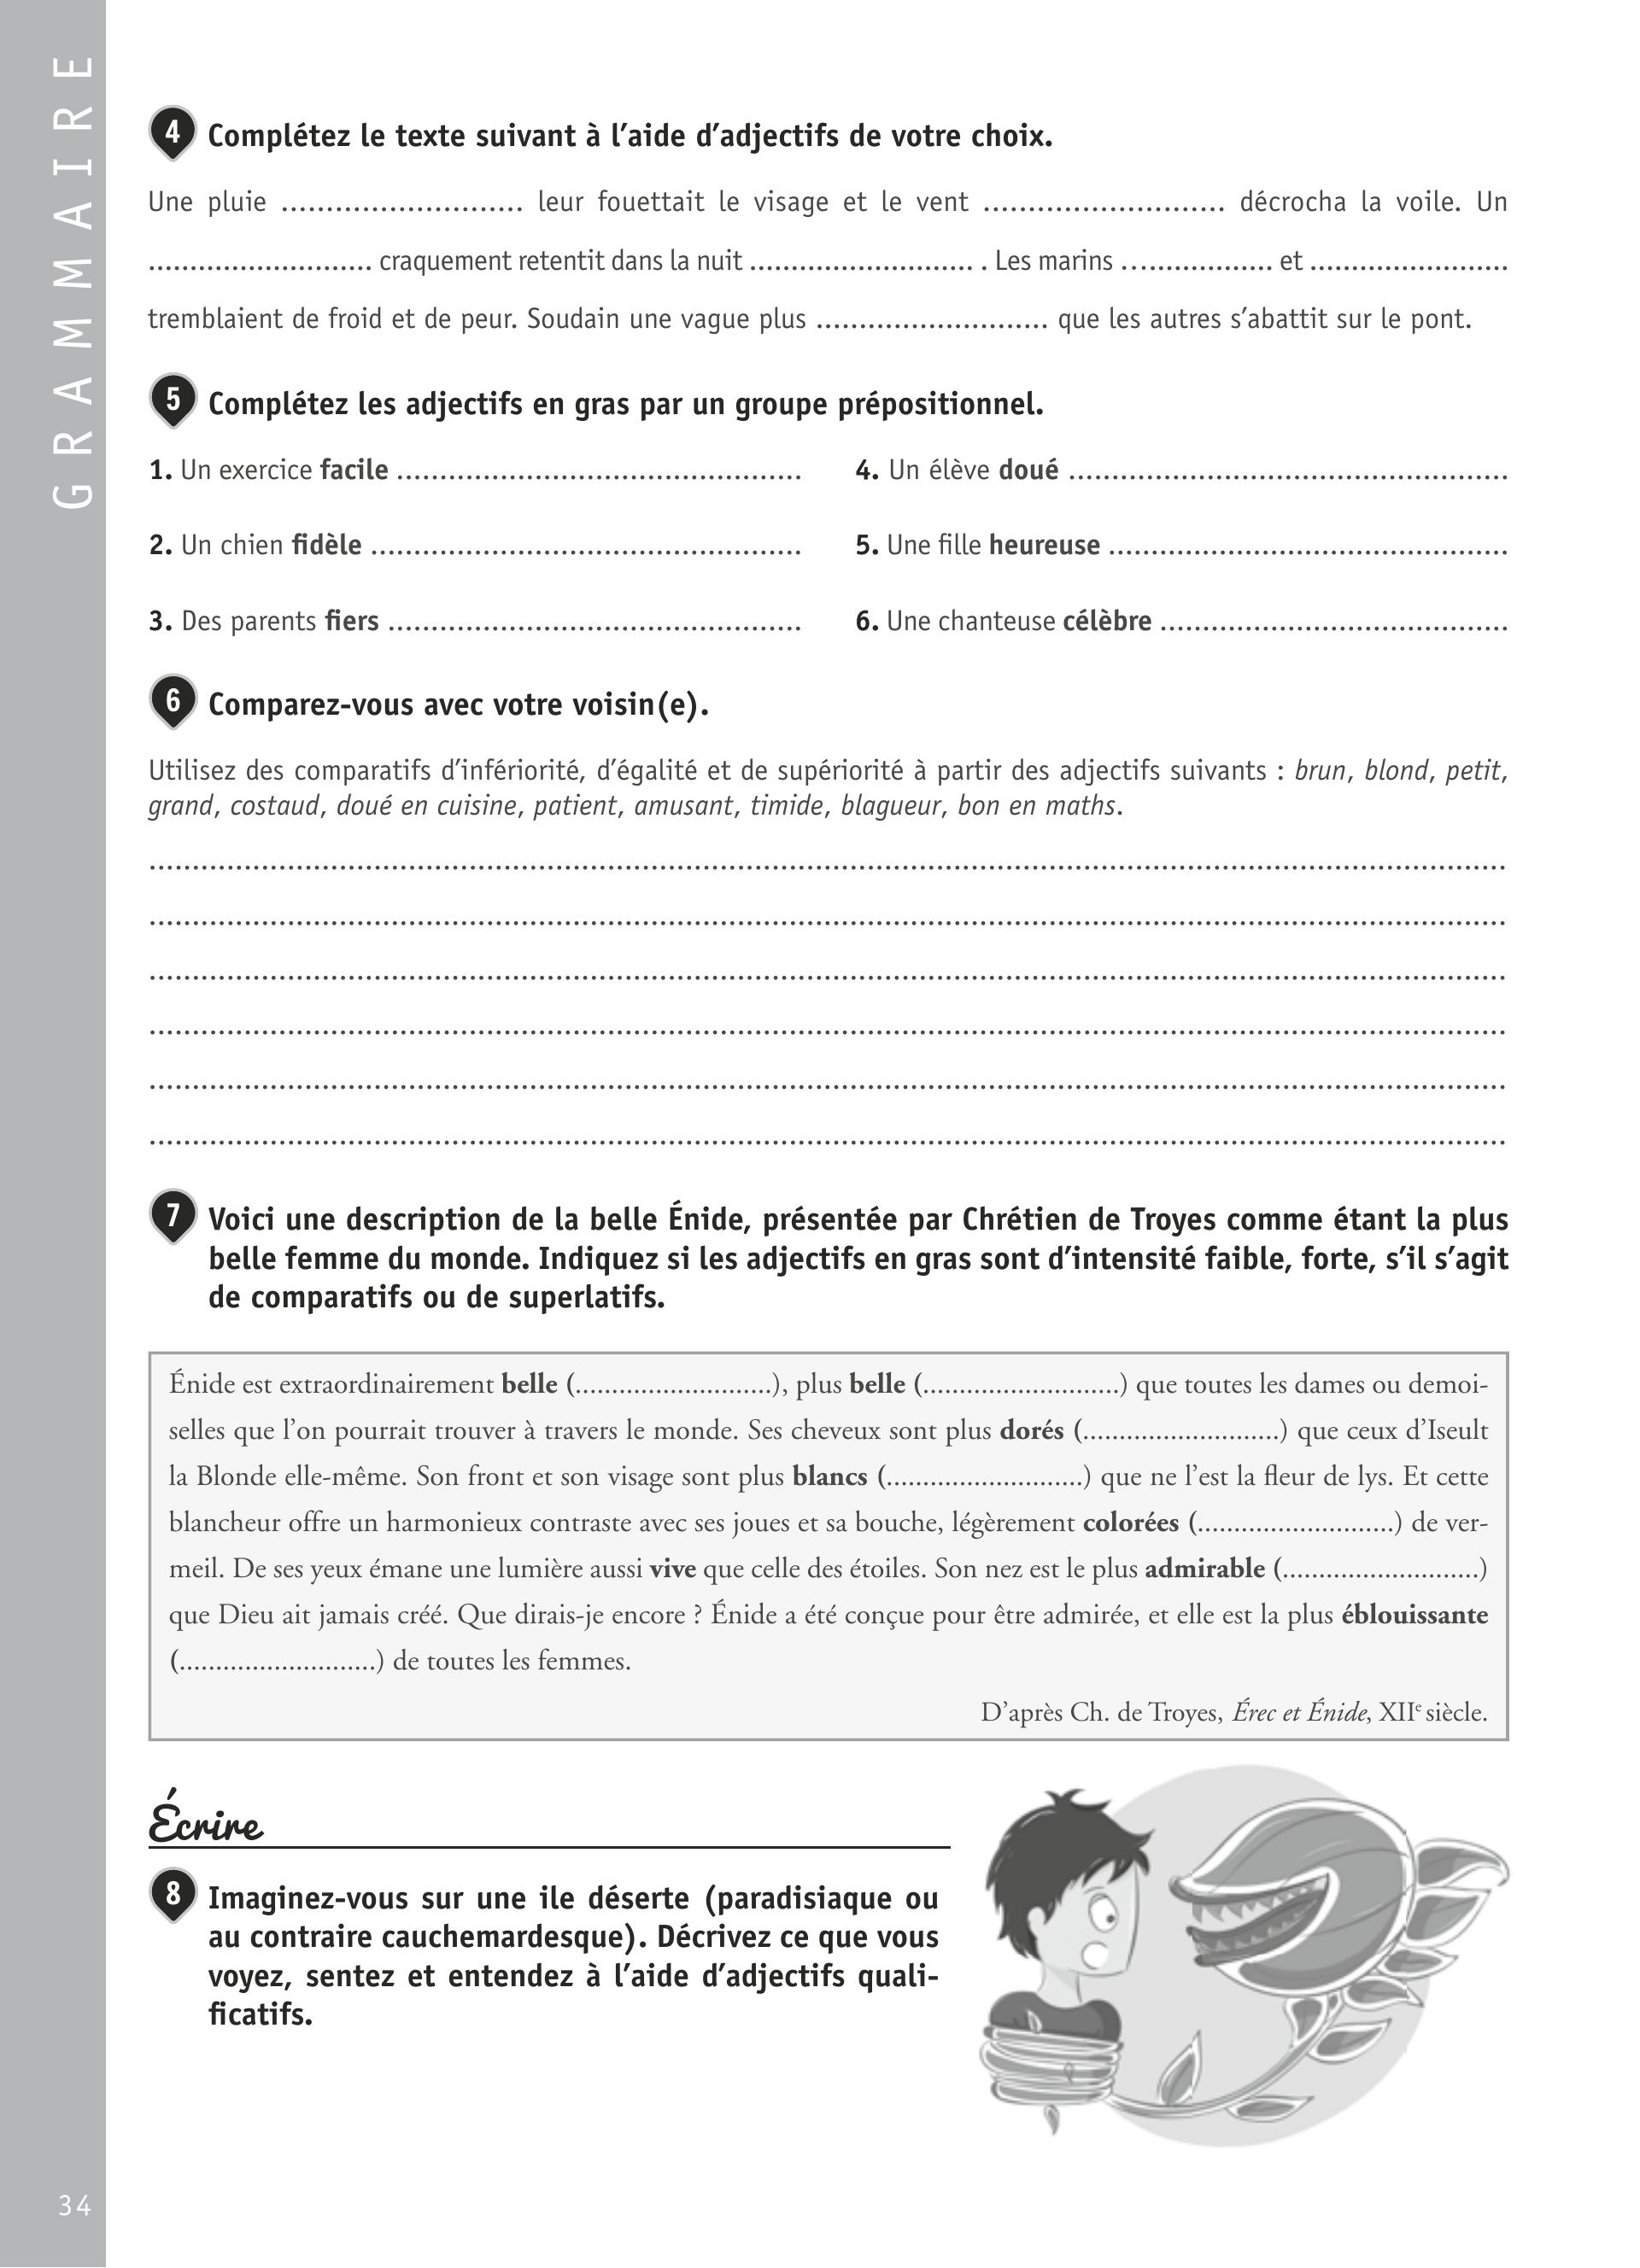 GRAMMAIRE
4 Complétez le texte suivant à l’aide d’adjectifs de votre choix.
Une pluie ........................... leur fouettait le visage et le vent ........................... décrocha la voile. Un
........................... craquement retentit dans la nuit ........................... . Les marins .................. et ........................
tremblaient de froid et de peur. Soudain une vague plus ........................... que les autres s’abattit sur le pont.
5 Complétez les adjectifs en gras par un groupe prépositionnel.
1. Un exercice facile ................................................
4. Un élève doué ....................................................
2. Un chien fidèle ...................................................
5. Une fille heureuse ...............................................
3. Des parents fiers .................................................
6. Une chanteuse célèbre .........................................
6 Comparez-vous avec votre voisin(e).
Utilisez des comparatifs d’infériorité, d’égalité et de supériorité à partir des adjectifs suivants : brun, blond, petit,
grand, costaud, doué en cuisine, patient, amusant, timide, blagueur, bon en maths.
7 Voici une description de la belle Énide, présentée par Chrétien de Troyes comme étant la plus
belle femme du monde. Indiquez si les adjectifs en gras sont d’intensité faible, forte, s’il s’agit
de comparatifs ou de superlatifs.
Énide est extraordinairement belle (...........................), plus belle (...........................) que toutes les dames ou demoi-
selles que l’on pourrait trouver à travers le monde. Ses cheveux sont plus dorés (...........................) que ceux d’Iseult
la Blonde elle-même. Son front et son visage sont plus blancs (...........................) que ne l’est la fleur de lys. Et cette
blancheur offre un harmonieux contraste avec ses joues et sa bouche, légèrement colorées (...........................) de ver-
meil. De ses yeux émane une lumière aussi vive que celle des étoiles. Son nez est le plus admirable (...........................)
que Dieu ait jamais créé. Que dirais-je encore ? Énide a été conçue pour être admirée, et elle est la plus éblouissante
(...........................) de toutes les femmes.
D’après Ch. de Troyes, Érec et Énide, XIIe siècle.
Écrire
8 Imaginez-vous sur une ile déserte (paradisiaque ou
au contraire cauchemardesque). Décrivez ce que vous
voyez, sentez et entendez à l’aide d’adjectifs quali-
ficatifs.
34